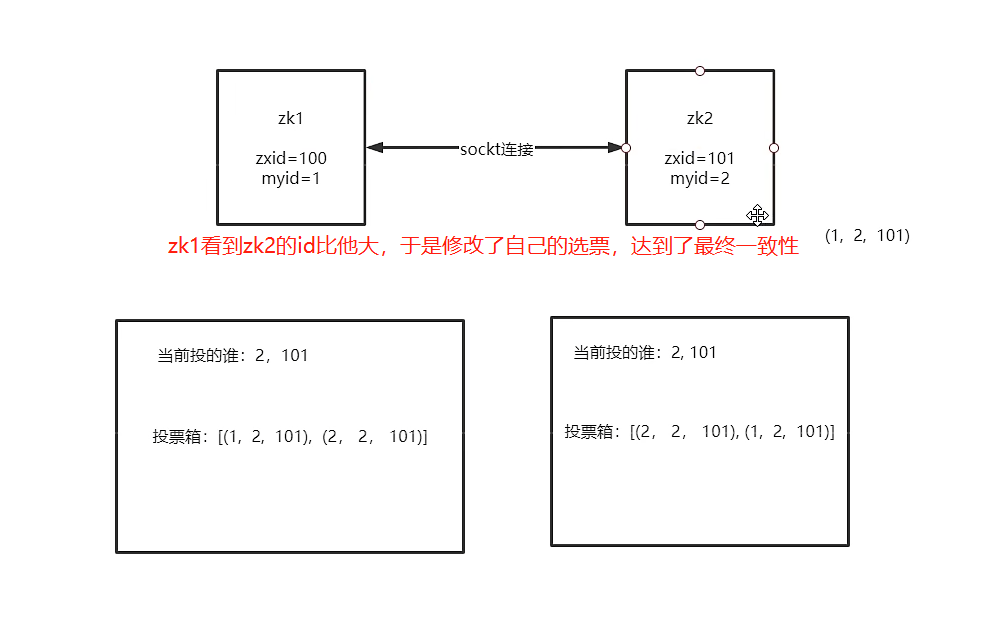 zk1
zxid=100
myid=1
sockt连接
zk2
zxid=101
myid=2
zk1看到zk2的id比他大，于是修改了自己的选票，达到了最终一致性
(1，2，101)
当前投的谁：2，101
投票箱：[(1，2，101)，(2， 2， 101)]
当前投的谁：2, 101
投票箱：[(2， 2， 101), (1，2，101)]